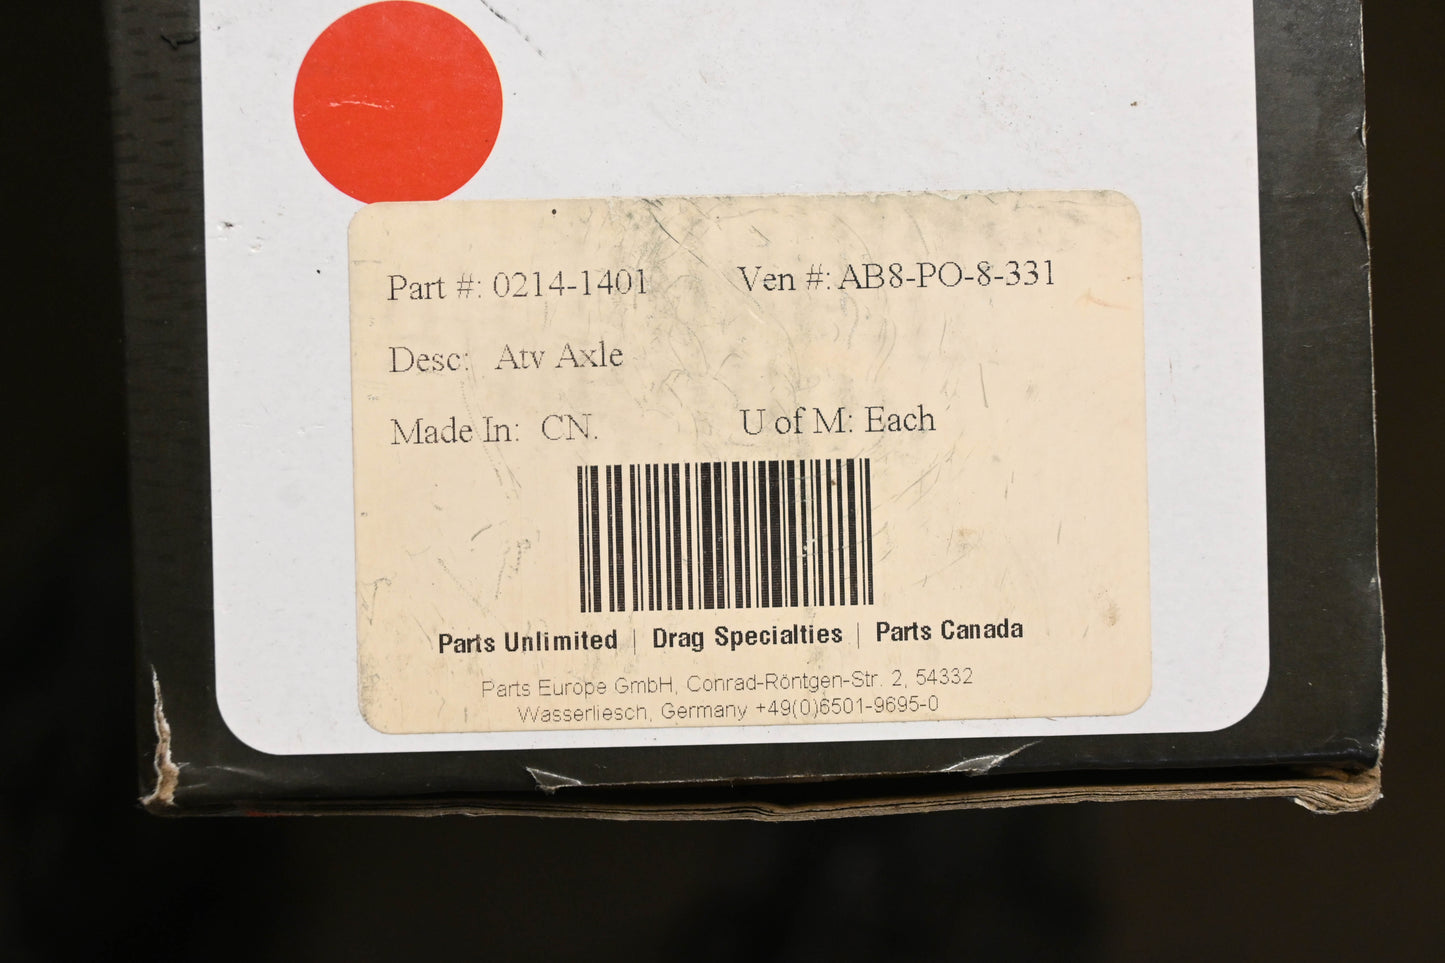 Part #: 0214-1401 Ven #: AB8-PO-8-331
Desc: Atv Axle
Made In: CN. U of M: Each
Parts Unlimited | Drag Specialties | Parts Canada
Parts Europe GmbH, Conrad-Röntgen-Str. 2, 54332
Wasserliesch, Germany +49(0)6501-9695-0